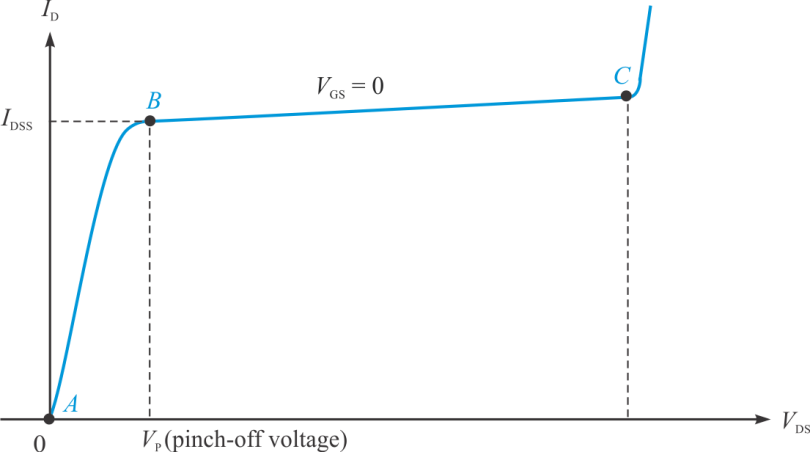 I_D
C
V_GS = 0
B
I_DSS
A
V_DS
0
V_P (pinch-off voltage)